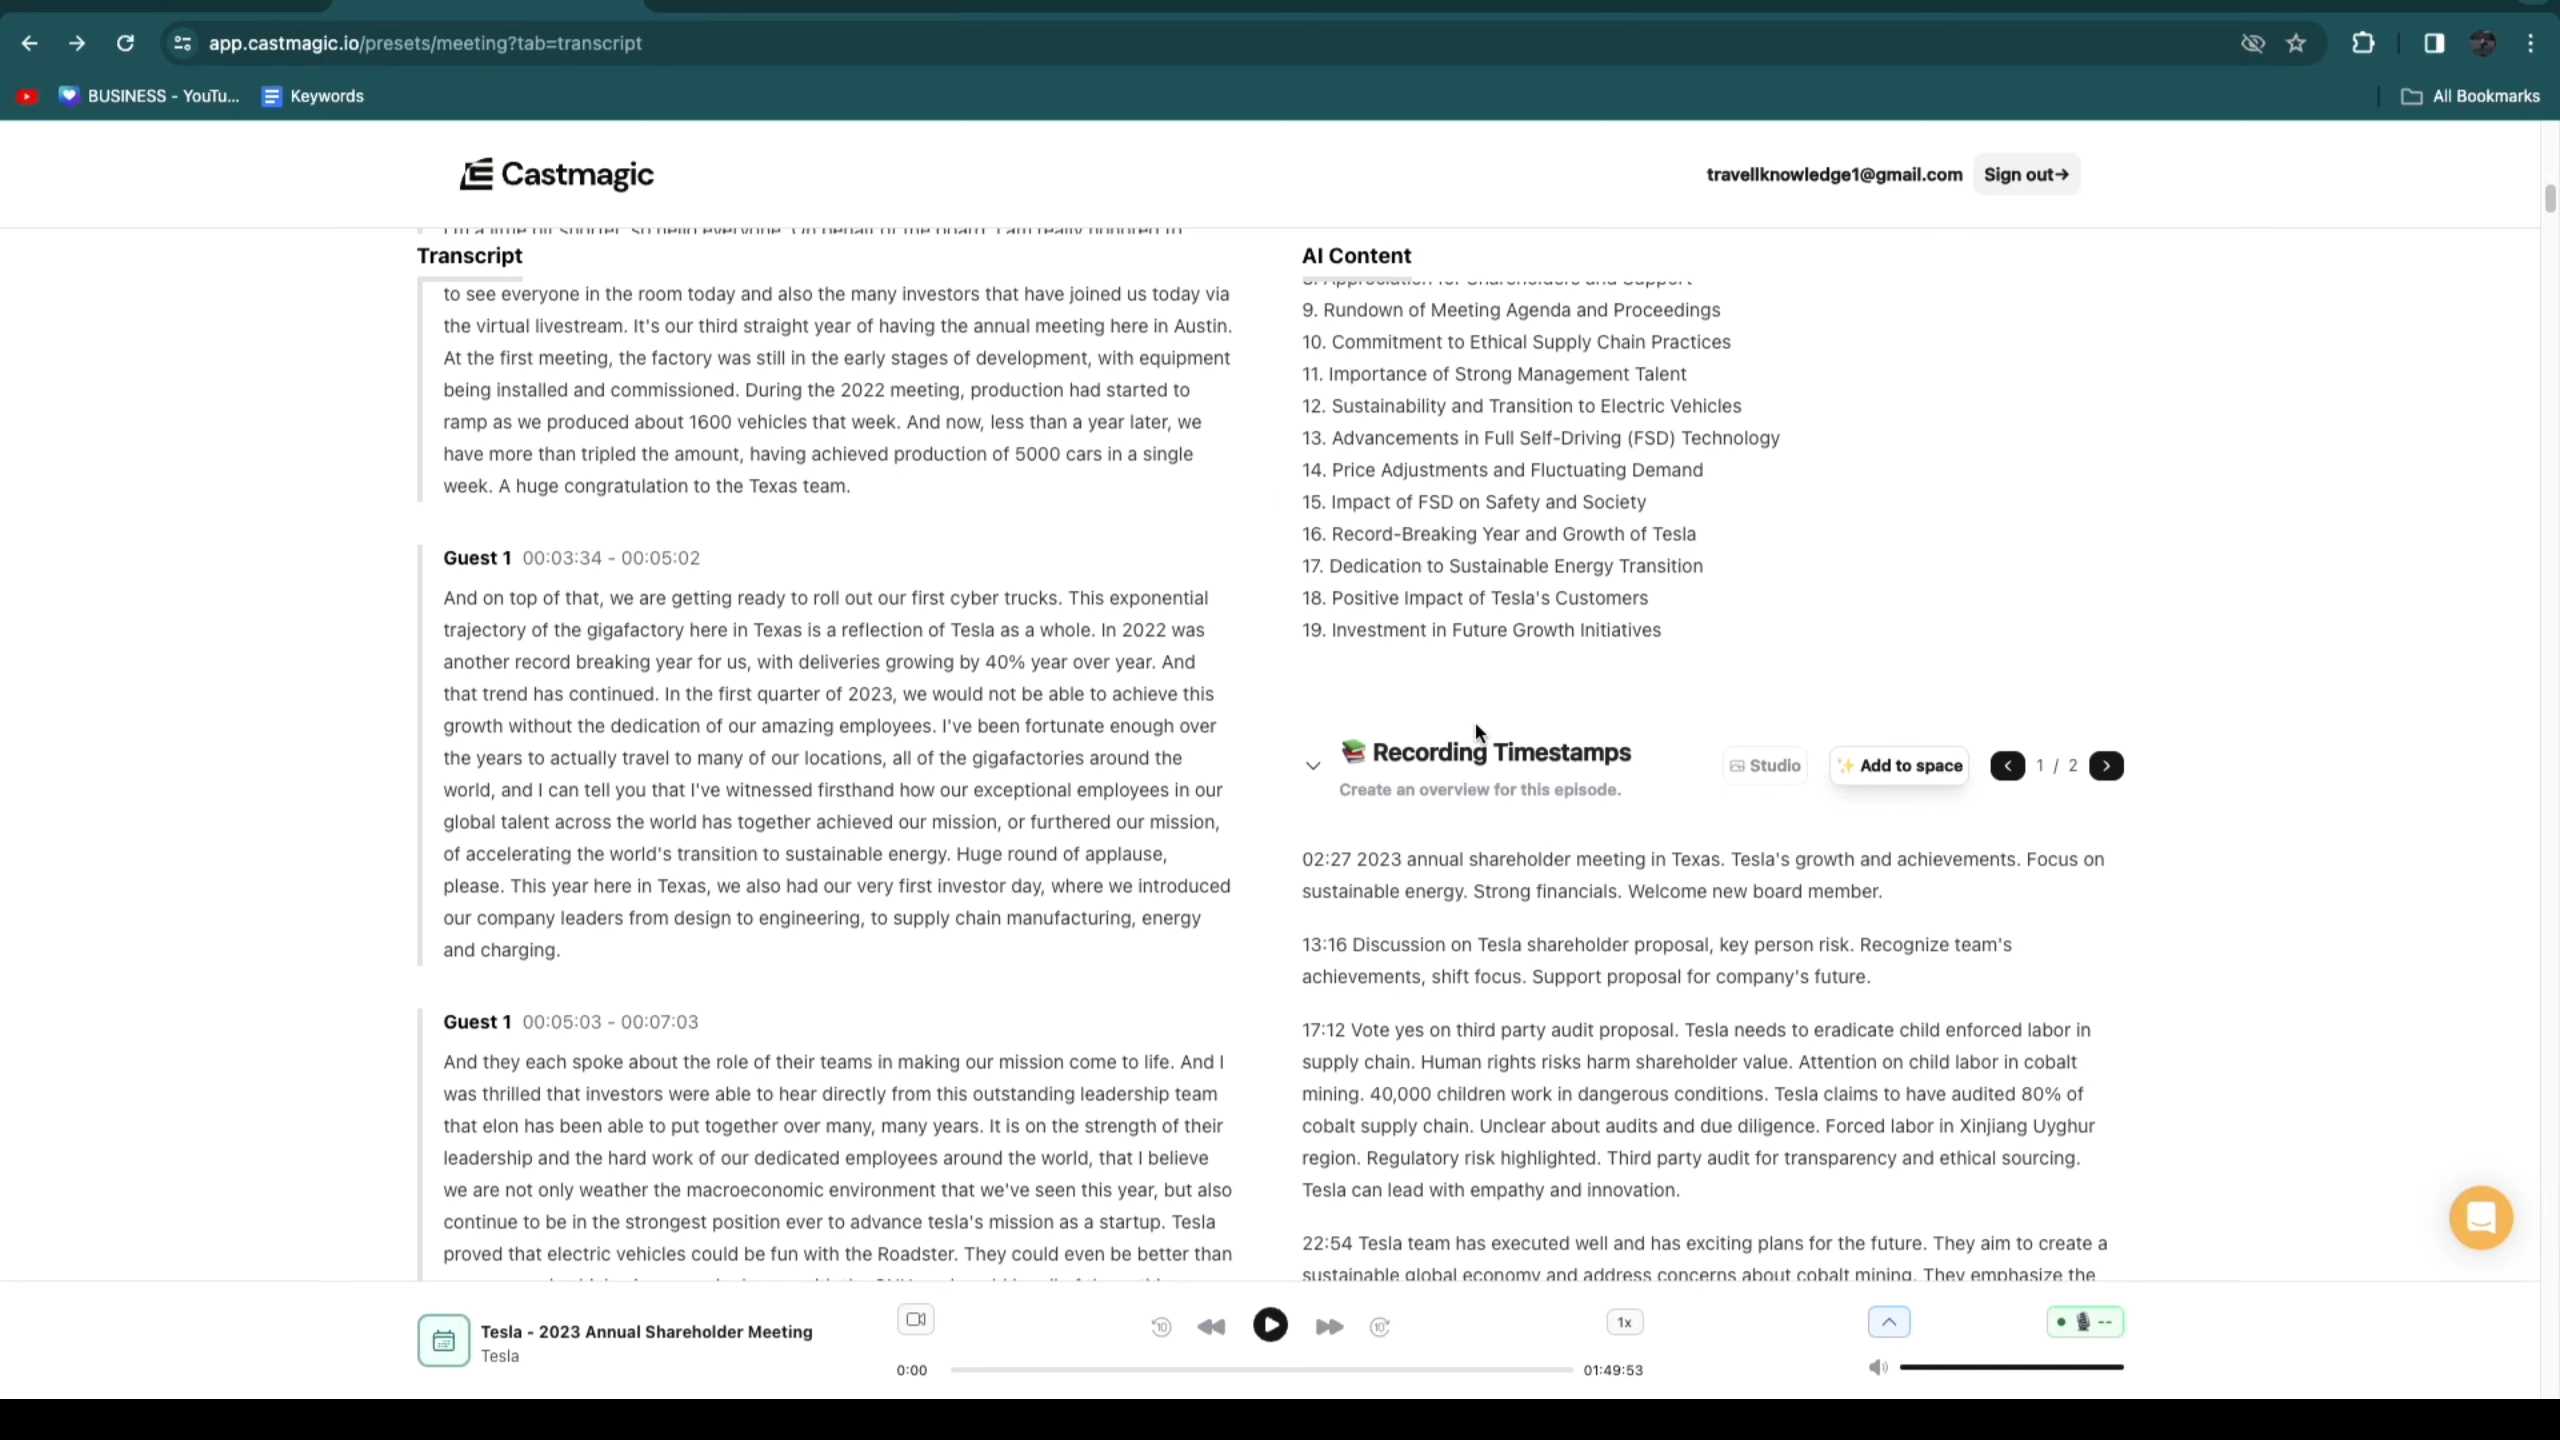 app.castmagic.io/presets/meeting?tab=transcript
BUSINESS - YouTu...
Keywords
All Bookmarks
Castmagic
travellknowledge1@gmail.com
Sign out→
Transcript
to see everyone in the room today and also the many investors that have joined us today via
the virtual livestream. It's our third straight year of having the annual meeting here in Austin.
At the first meeting, the factory was still in the early stages of development, with equipment
being installed and commissioned. During the 2022 meeting, production had started to
ramp as we produced about 1600 vehicles that week. And now, less than a year later, we
have more than tripled the amount, having achieved production of 5000 cars in a single
week. A huge congratulation to the Texas team.
Guest 1 00:03:34 - 00:05:02
And on top of that, we are getting ready to roll out our first cyber trucks. This exponential
trajectory of the gigafactory here in Texas is a reflection of Tesla as a whole. In 2022 was
another record breaking year for us, with deliveries growing by 40% year over year. And
that trend has continued. In the first quarter of 2023, we would not be able to achieve this
growth without the dedication of our amazing employees. I've been fortunate enough over
the years to actually travel to many of our locations, all of the gigafactories around the
world, and I can tell you that I've witnessed firsthand how our exceptional employees in our
global talent across the world has together achieved our mission, or furthered our mission,
of accelerating the world's transition to sustainable energy. Huge round of applause,
please. This year here in Texas, we also had our very first investor day, where we introduced
our company leaders from design to engineering, to supply chain manufacturing, energy
and charging.
Guest 1 00:05:03 - 00:07:03
And they each spoke about the role of their teams in making our mission come to life. And I
was thrilled that investors were able to hear directly from this outstanding leadership team
that elon has been able to put together over many, many years. It is on the strength of their
leadership and the hard work of our dedicated employees around the world, that I believe
we are not only weather the macroeconomic environment that we've seen this year, but also
continue to be in the strongest position ever to advance tesla's mission as a startup. Tesla
proved that electric vehicles could be fun with the Roadster. They could even be better than
AI Content
8. Appreciation for Shareholders and Support
9. Rundown of Meeting Agenda and Proceedings
10. Commitment to Ethical Supply Chain Practices
11. Importance of Strong Management Talent
12. Sustainability and Transition to Electric Vehicles
13. Advancements in Full Self-Driving (FSD) Technology
14. Price Adjustments and Fluctuating Demand
15. Impact of FSD on Safety and Society
16. Record-Breaking Year and Growth of Tesla
17. Dedication to Sustainable Energy Transition
18. Positive Impact of Tesla's Customers
19. Investment in Future Growth Initiatives
📚 Recording Timestamps
Create an overview for this episode.
Studio
✨ Add to space
1 / 2
02:27 2023 annual shareholder meeting in Texas. Tesla's growth and achievements. Focus on
sustainable energy. Strong financials. Welcome new board member.
13:16 Discussion on Tesla shareholder proposal, key person risk. Recognize team's
achievements, shift focus. Support proposal for company's future.
17:12 Vote yes on third party audit proposal. Tesla needs to eradicate child enforced labor in
supply chain. Human rights risks harm shareholder value. Attention on child labor in cobalt
mining. 40,000 children work in dangerous conditions. Tesla claims to have audited 80% of
cobalt supply chain. Unclear about audits and due diligence. Forced labor in Xinjiang Uyghur
region. Regulatory risk highlighted. Third party audit for transparency and ethical sourcing.
Tesla can lead with empathy and innovation.
22:54 Tesla team has executed well and has exciting plans for the future. They aim to create a
sustainable global economy and address concerns about cobalt mining. They emphasize the
Tesla - 2023 Annual Shareholder Meeting
Tesla
10
10
1x
--
0:00
01:49:53